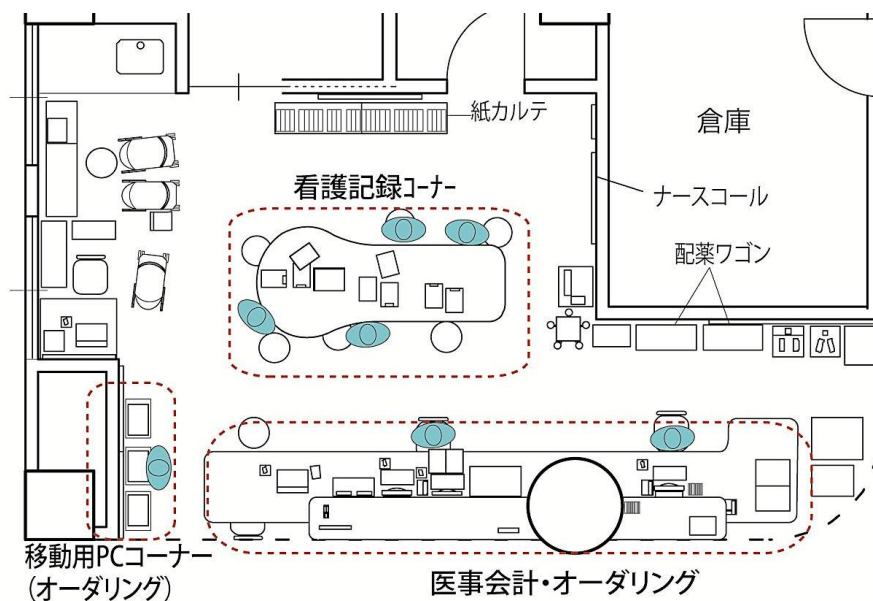 紙カルテ
倉庫
看護記録コーナー
ナースコール
配薬ワゴン
移動用PCコーナー
(オーダリング)
医事会計・オーダリング